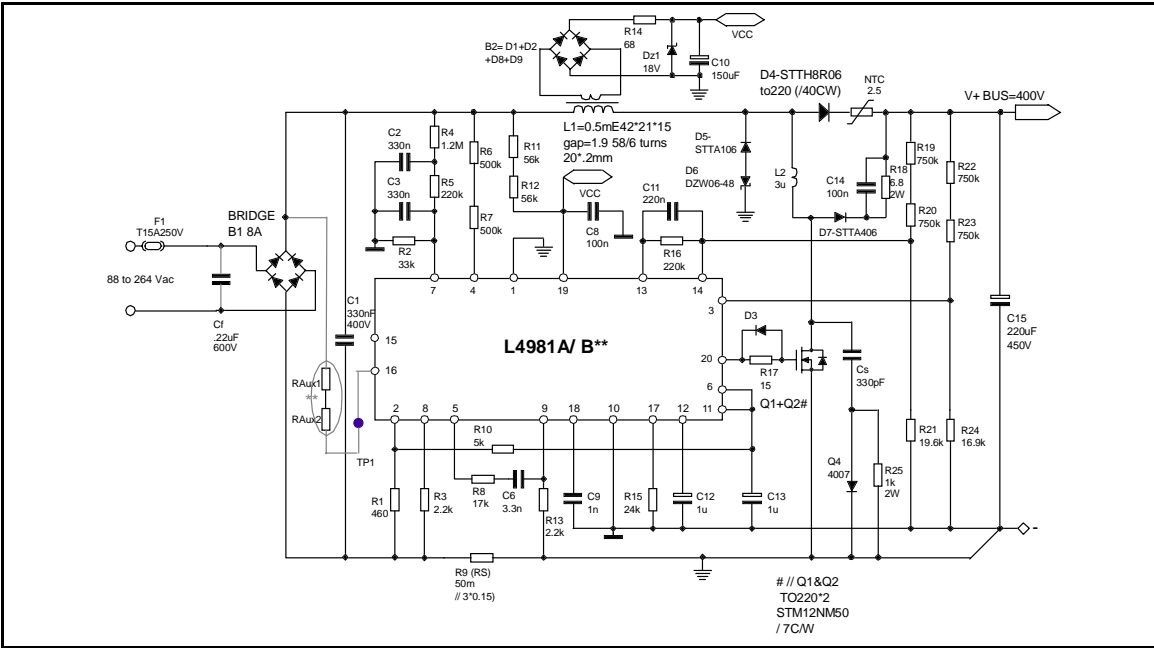 B2= D1+D2
+D8+D9
R14
68
Dz1
18V
VCC
C10
150uF
D4-STTH8R06
to220 (/40CW)
NTC
2.5
V+ BUS=400V
L1=0.5mE42*21*15
gap=1.9 58/6 turns
20*.2mm
C2
330n
R4
1.2M
C3
330n
R5
220k
R2
33k
R6
500k
R7
500k
R11
56k
R12
56k
VCC
C8
100n
C11
220n
R16
220k
D5-
STTA106
D6
DZW06-48
L2
3u
C14
100n
R18
6.8
2W
D7-STTA406
R19
750k
R20
750k
R22
750k
R23
750k
F1
T15A250V
BRIDGE
B1 8A
88 to 264 Vac
Cf
.22uF
600V
C1
330nF
400V
RAux1
**
RAux2
TP1
7
4
1
19
13
14
3
15
16
20
6
11
2
8
5
9
18
10
17
12
L4981A/ B**
D3
R17
15
Q1+Q2#
Cs
330pF
C15
220uF
450V
R21
19.6k
R24
16.9k
Q4
4007
R25
1k
2W
R10
5k
R1
460
R3
2.2k
R8
17k
C6
3.3n
R13
2.2k
C9
1n
R15
24k
C12
1u
C13
1u
-
R9 (RS)
50m
// 3*0.15)
# // Q1&Q2
TO220*2
STM12NM50
/ 7C/W